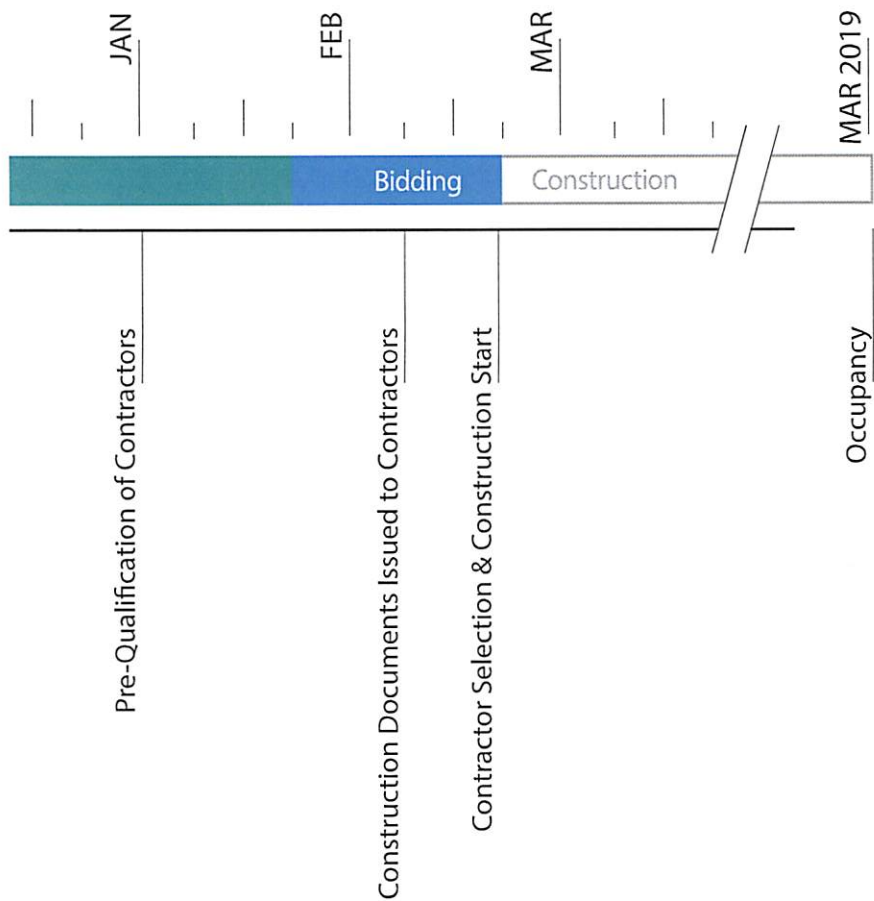 JAN
FEB
MAR
MAR 2019
Bidding
Construction
Pre-Qualification of Contractors
Construction Documents Issued to Contractors
Contractor Selection & Construction Start
Occupancy